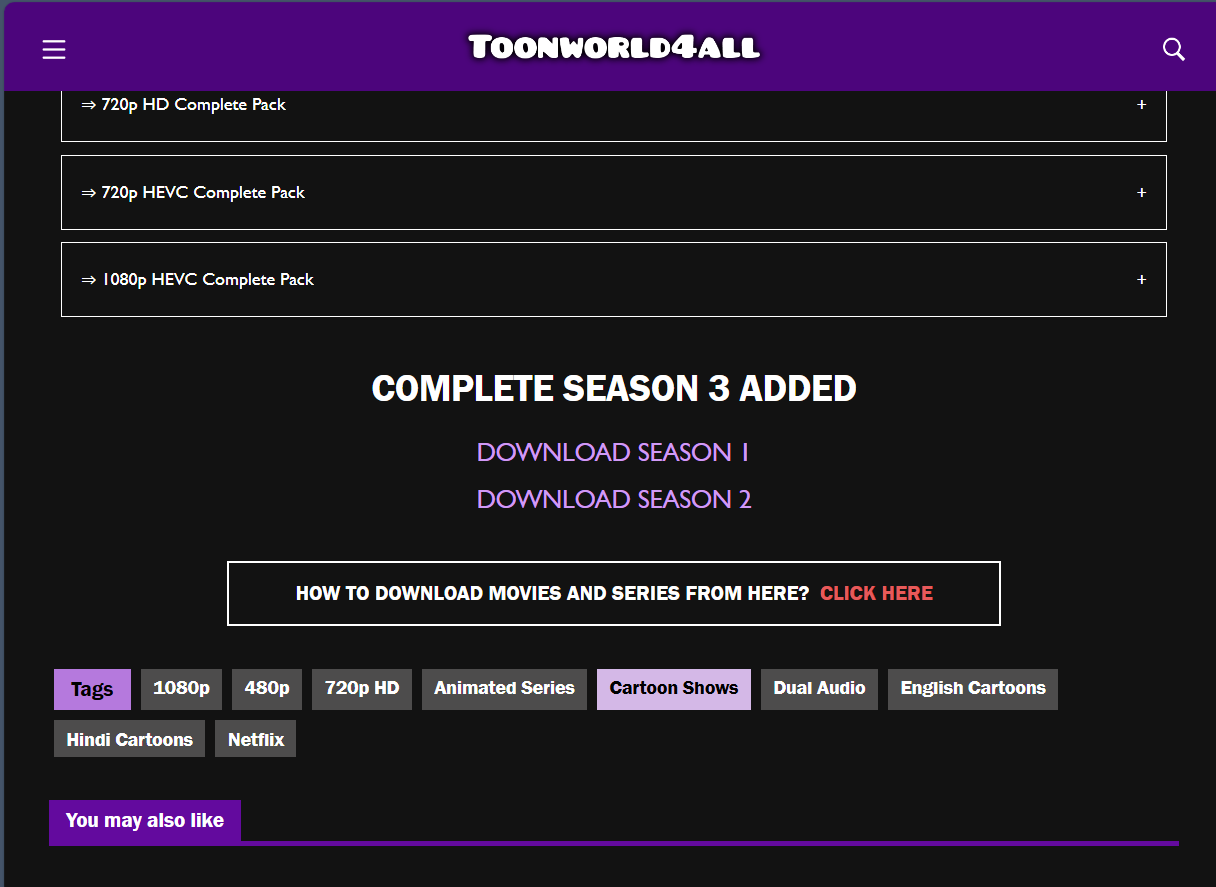 Toonworld4all
⇒ 720p HD Complete Pack +
⇒ 720p HEVC Complete Pack +
⇒ 1080p HEVC Complete Pack +
COMPLETE SEASON 3 ADDED
DOWNLOAD SEASON 1
DOWNLOAD SEASON 2
HOW TO DOWNLOAD MOVIES AND SERIES FROM HERE? CLICK HERE
Tags 1080p 480p 720p HD Animated Series Cartoon Shows Dual Audio English Cartoons
Hindi Cartoons Netflix
You may also like